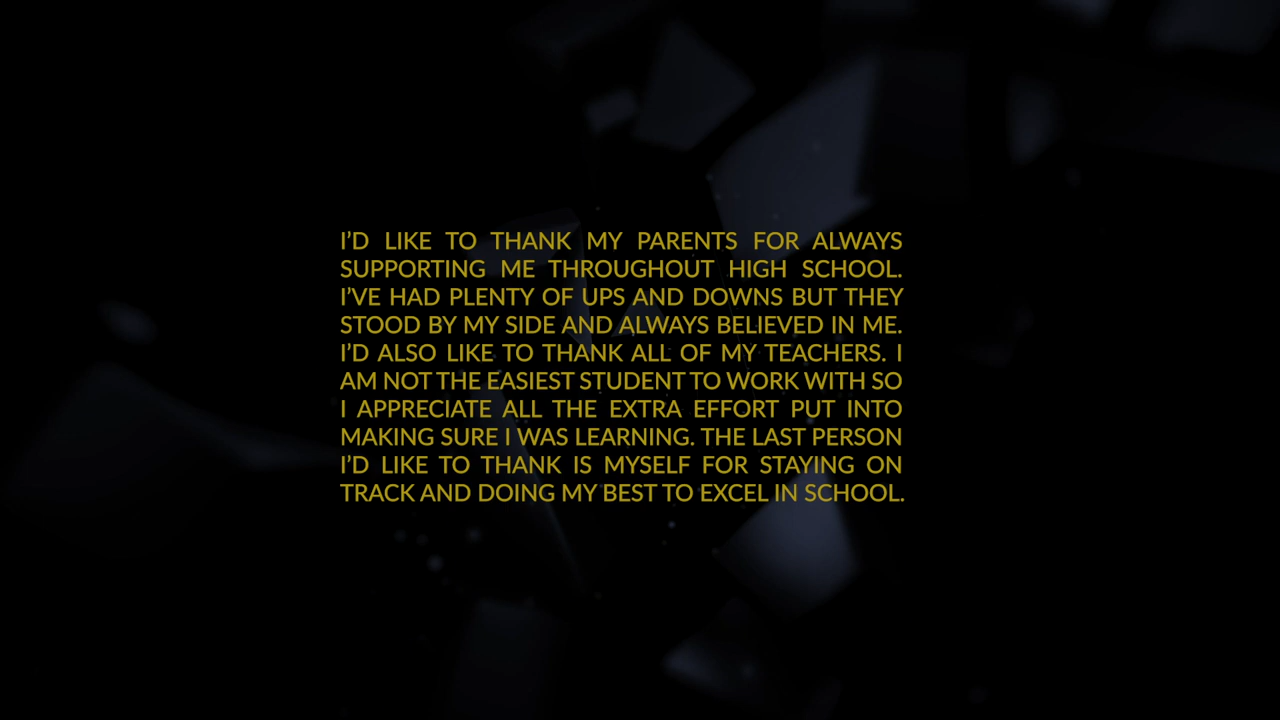 I’D LIKE TO THANK MY PARENTS FOR ALWAYS
SUPPORTING ME THROUGHOUT HIGH SCHOOL.
I’VE HAD PLENTY OF UPS AND DOWNS BUT THEY
STOOD BY MY SIDE AND ALWAYS BELIEVED IN ME.
I’D ALSO LIKE TO THANK ALL OF MY TEACHERS. I
AM NOT THE EASIEST STUDENT TO WORK WITH SO
I APPRECIATE ALL THE EXTRA EFFORT PUT INTO
MAKING SURE I WAS LEARNING. THE LAST PERSON
I’D LIKE TO THANK IS MYSELF FOR STAYING ON
TRACK AND DOING MY BEST TO EXCEL IN SCHOOL.